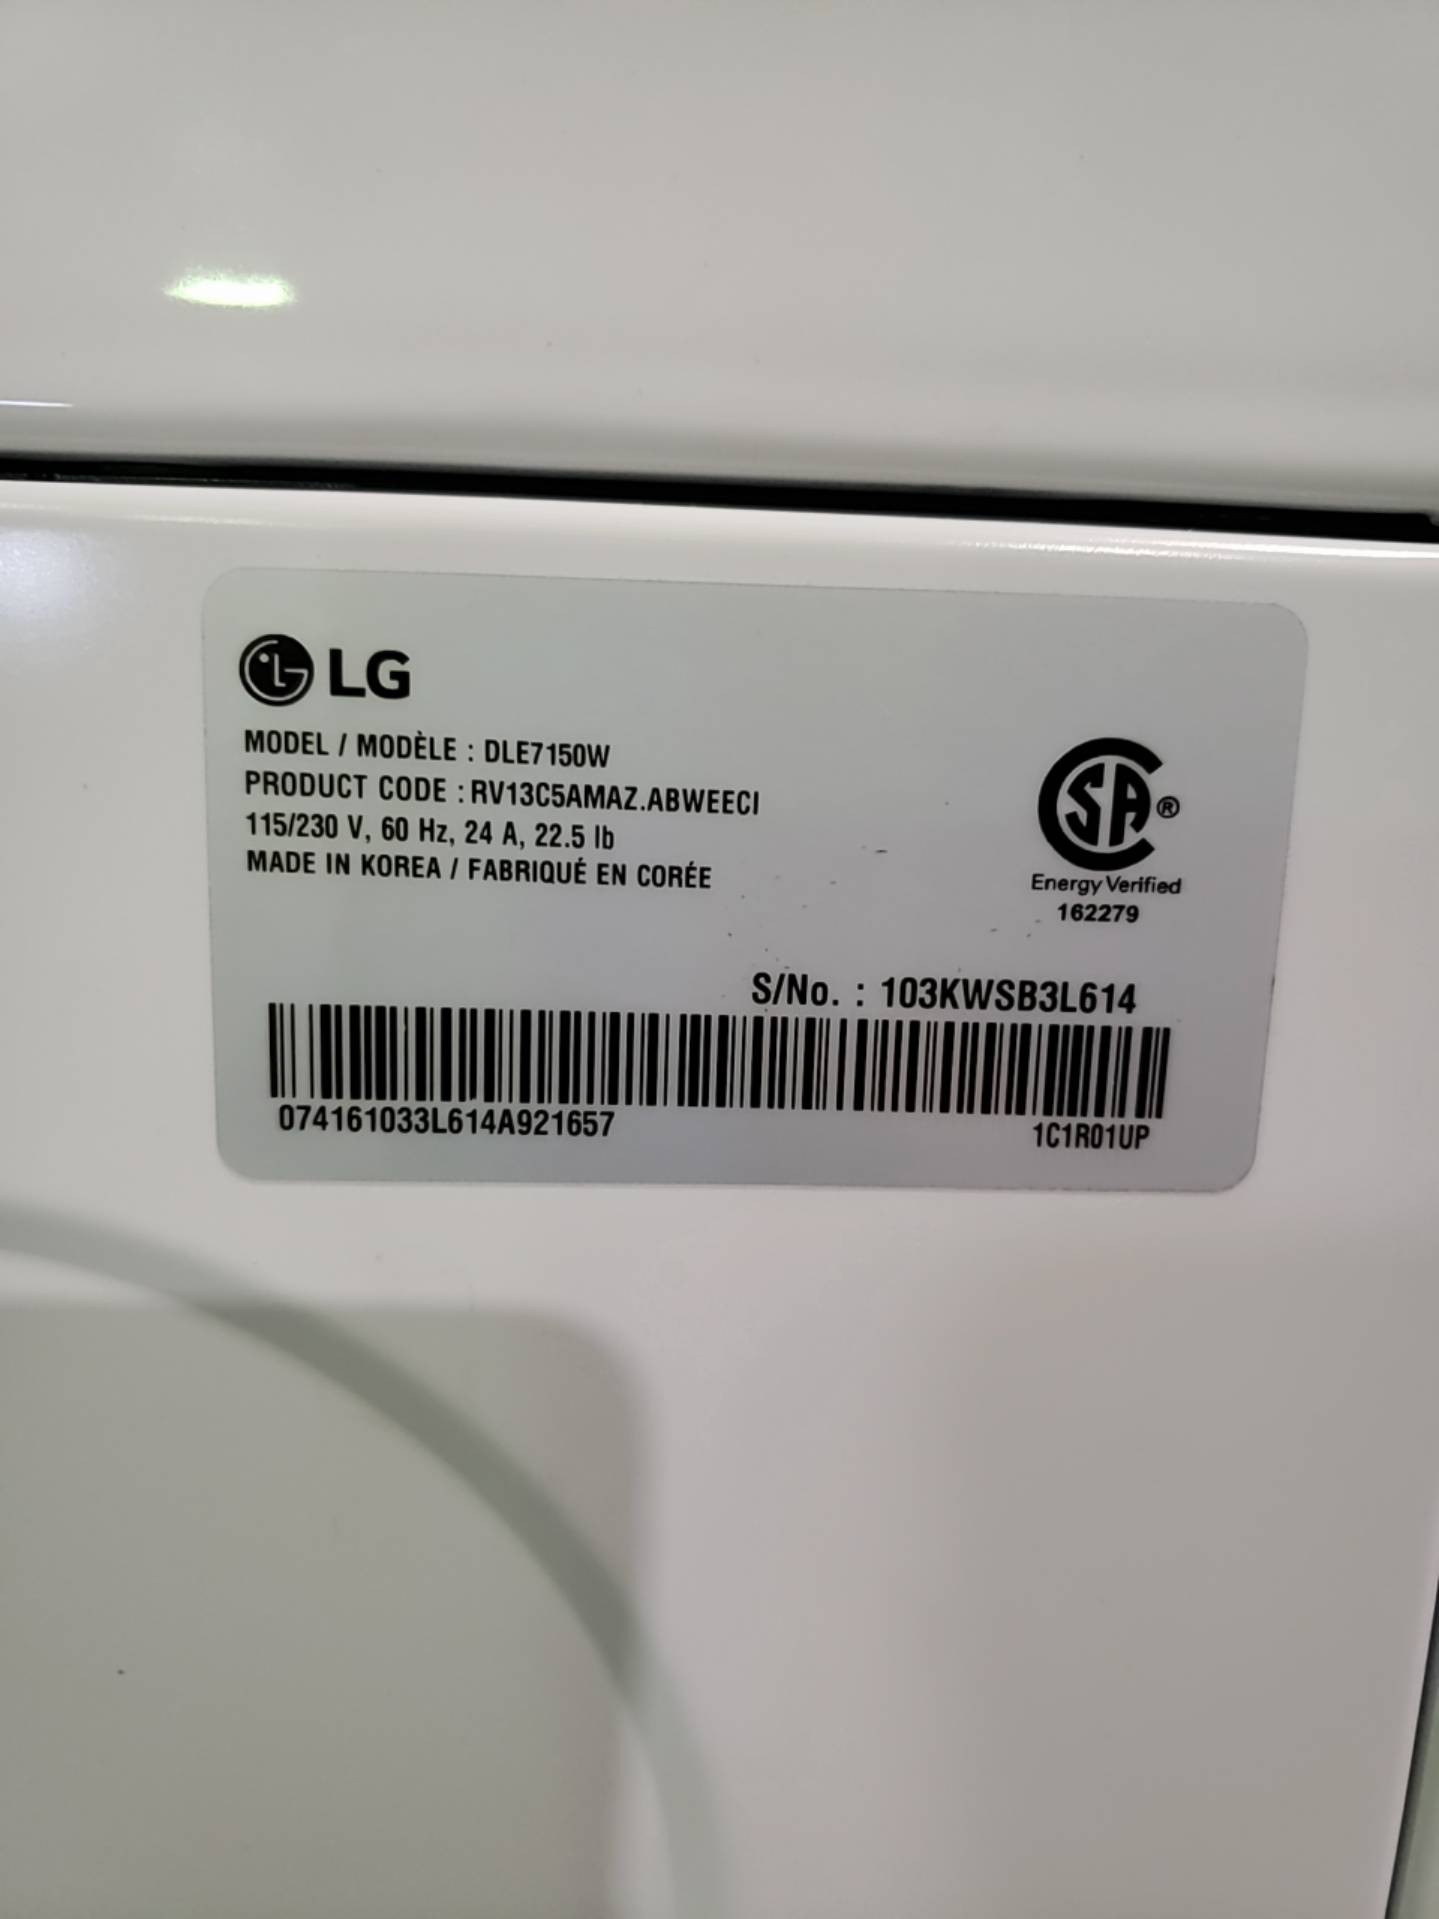 LG
MODEL / MODÈLE : DLE7150W
PRODUCT CODE : RV13C5AMAZ.ABWEECI
115/230 V, 60 Hz, 24 A, 22.5 lb
MADE IN KOREA / FABRIQUÉ EN CORÉE
SA ®
Energy Verified
162279
S/No. : 103KWSB3L614
074161033L614A921657
1C1R01UP